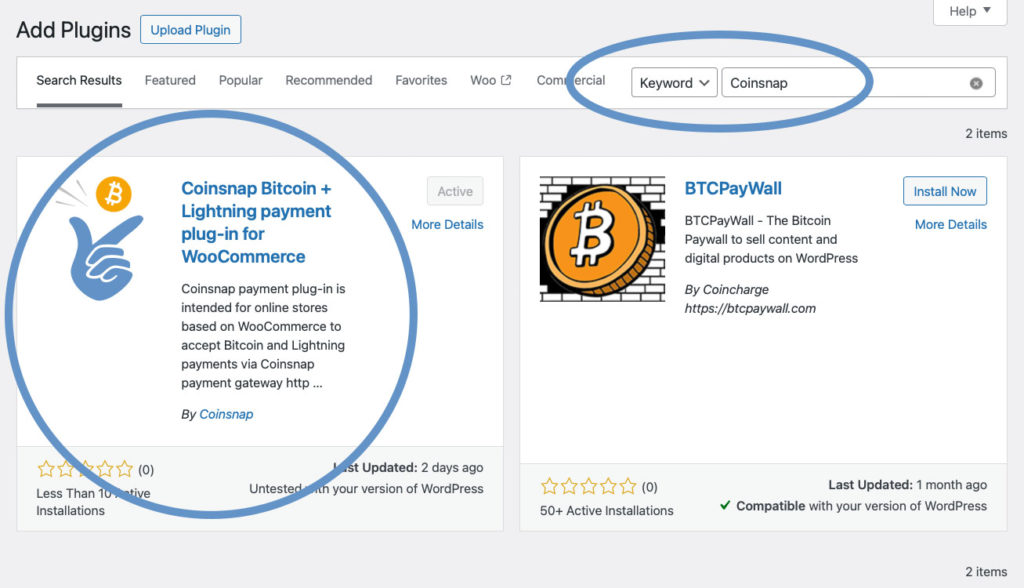 Add Plugins
Upload Plugin
Help
Search Results
Featured
Popular
Recommended
Favorites
Woo
Commercial
Keyword
Coinsnap
2 items
Coinsnap Bitcoin +
Lightning payment
plug-in for
WooCommerce
Active
More Details
Coinsnap payment plug-in is
intended for online stores
based on WooCommerce to
accept Bitcoin and Lightning
payments via Coinsnap
payment gateway http ...
By Coinsnap
(0)
Less Than 10 Active
Installations
Last Updated: 2 days ago
Untested with your version of WordPress
BTCPayWall
Install Now
More Details
BTCPayWall - The Bitcoin
Paywall to sell content and
digital products on WordPress
By Coincharge
https://btcpaywall.com
(0)
50+ Active Installations
Last Updated: 1 month ago
Compatible with your version of WordPress
2 items